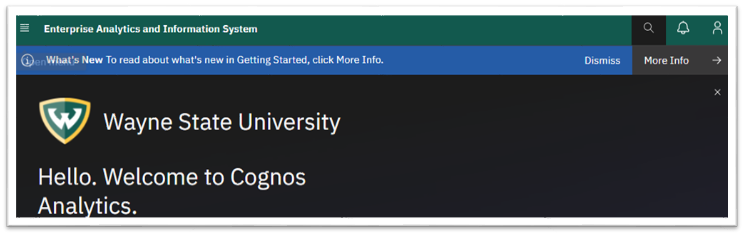 Enterprise Analytics and Information System
What's New To read about what's new in Getting Started, click More Info.
Dismiss
More Info
Wayne State University
Hello. Welcome to Cognos
Analytics.